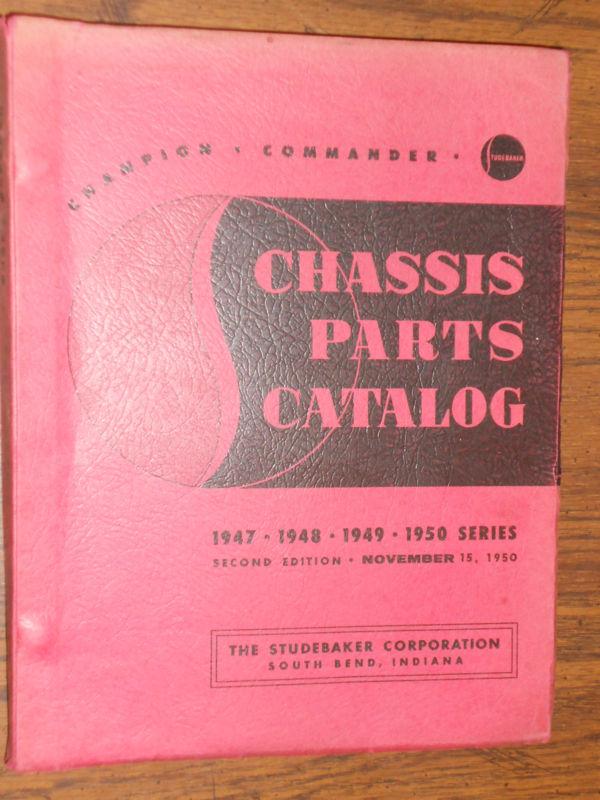 CHAMPION • COMMANDER •
STUDEBAKER
CHASSIS
PARTS
CATALOG
1947 • 1948 • 1949 • 1950 SERIES
SECOND EDITION • NOVEMBER 15, 1950
THE STUDEBAKER CORPORATION
SOUTH BEND, INDIANA